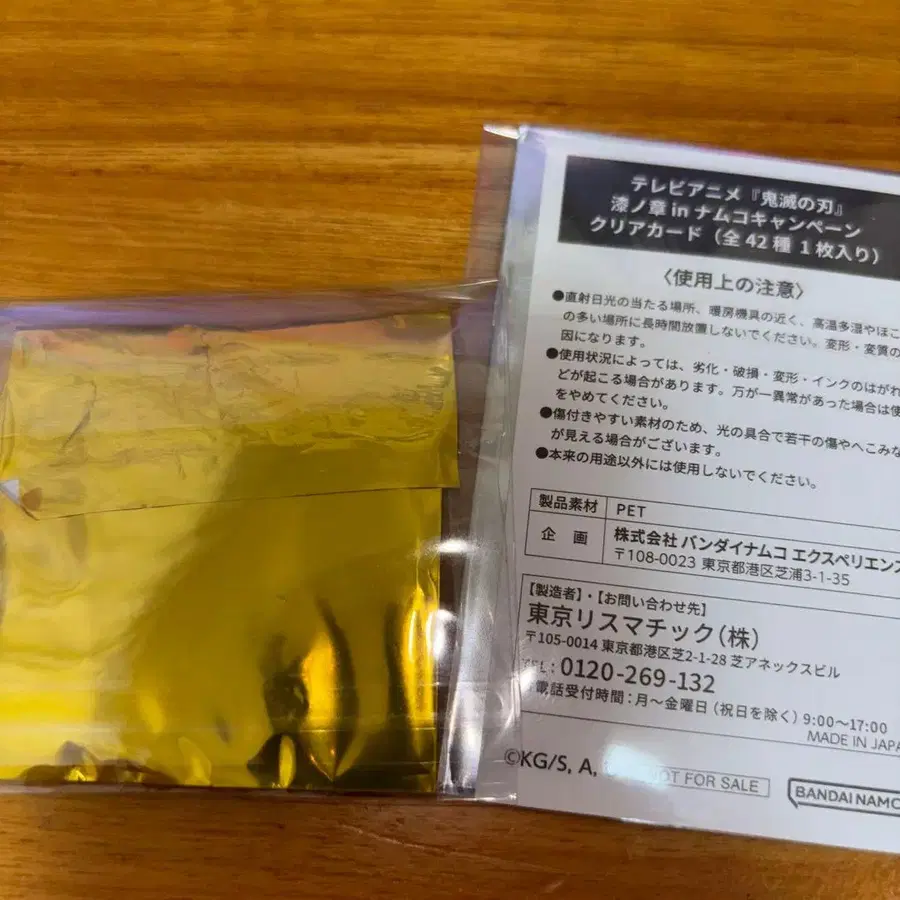 テレビアニメ『鬼滅の刃』
漆ノ章 in ナムコキャンペーン
クリアカード（全 42 種 1 枚入り）
〈使用上の注意〉
●直射日光の当たる場所、暖房機具の近く、高温多湿やほこ
の多い場所に長時間放置しないでください。変形・変質の
因になります。
●使用状況によっては、劣化・破損・変形・インクのはがれ
どが起こる場合があります。万が一異常があった場合は使
をやめてください。
●傷付きやすい素材のため、光の具合で若干の傷やへこみな
が見える場合がございます。
●本来の用途以外には使用しないでください。
製品素材 PET
企 画 株式会社 バンダイナムコ エクスペリエンス
〒108-0023 東京都港区芝浦3-1-35
【製造者】・【お問い合わせ先】
東京リスマチック（株）
〒105-0014 東京都港区芝2-1-28 芝アネックスビル
TEL : 0120-269-132
電話受付時間：月～金曜日（祝日を除く）9:00～17:00
MADE IN JAPA
©KG/S, A,
NOT FOR SALE
BANDAI NAMCO